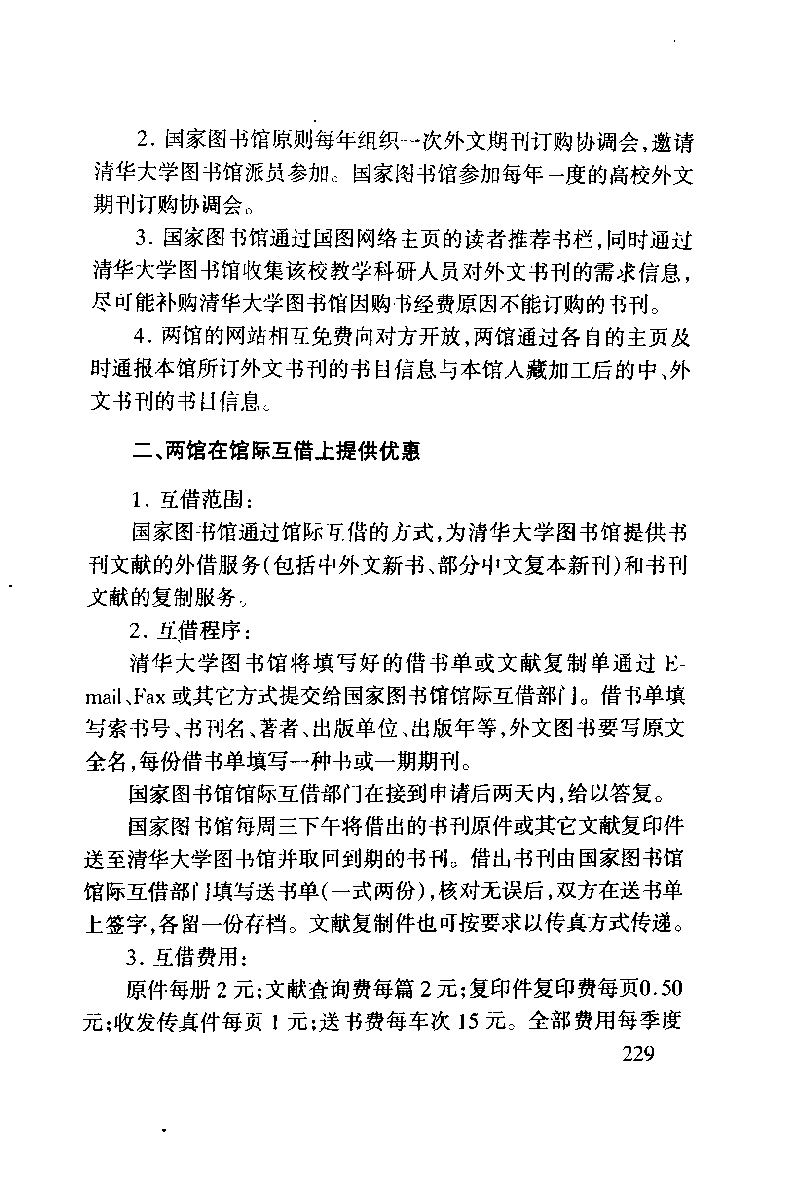 2. 国家图书馆原则每年组织一次外文期刊订购协调会,邀请
清华大学图书馆派员参加。国家图书馆参加每年一度的高校外文
期刊订购协调会。
3. 国家图书馆通过国图网络主页的读者推荐书栏,同时通过
清华大学图书馆收集该校教学科研人员对外文书刊的需求信息,
尽可能补购清华大学图书馆因购书经费原因不能订购的书刊。
4. 两馆的网站相互免费向对方开放,两馆通过各自的主页及
时通报本馆所订外文书刊的书目信息与本馆入藏加工后的中、外
文书刊的书目信息。
二、两馆在馆际互借上提供优惠
1. 互借范围:
国家图书馆通过馆际互借的方式,为清华大学图书馆提供书
刊文献的外借服务(包括中外文新书、部分中文复本新刊)和书刊
文献的复制服务。
2. 互借程序:
清华大学图书馆将填写好的借书单或文献复制单通过 E-
mail、Fax 或其它方式提交给国家图书馆馆际互借部门。借书单填
写索书号、书刊名、著者、出版单位、出版年等,外文图书要写原文
全名,每份借书单填写一种书或一期期刊。
国家图书馆馆际互借部门在接到申请后两天内,给以答复。
国家图书馆每周三下午将借出的书刊原件或其它文献复印件
送至清华大学图书馆并取回到期的书刊。借出书刊由国家图书馆
馆际互借部门填写送书单(一式两份),核对无误后,双方在送书单
上签字,各留一份存档。文献复制件也可按要求以传真方式传递。
3. 互借费用:
原件每册 2 元;文献查询费每篇 2 元;复印件复印费每页0.50
元;收发传真件每页 1 元;送书费每车次 15 元。全部费用每季度
229